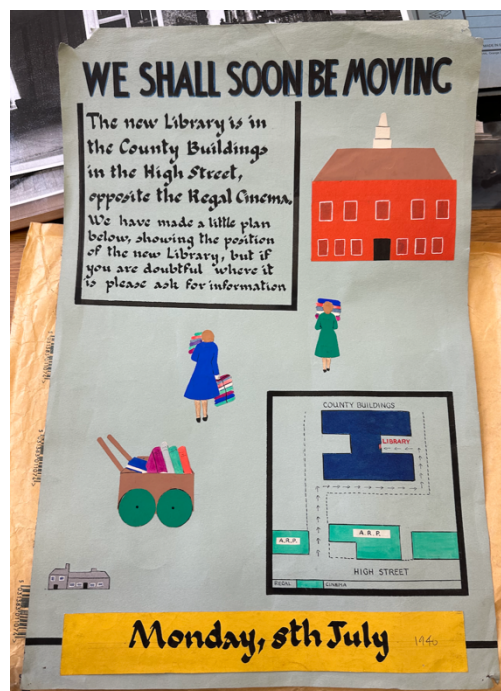 WE SHALL SOON BE MOVING
The new Library is in
the County Buildings
in the High Street,
opposite the Regal Cinema.
We have made a little plan
below, showing the position
of the new Library, but if
you are doubtful where it
is please ask for information
COUNTY BUILDINGS
LIBRARY
A.R.P.
A.R.P.
HIGH STREET
REGAL CINEMA
Monday, 8th July 1940